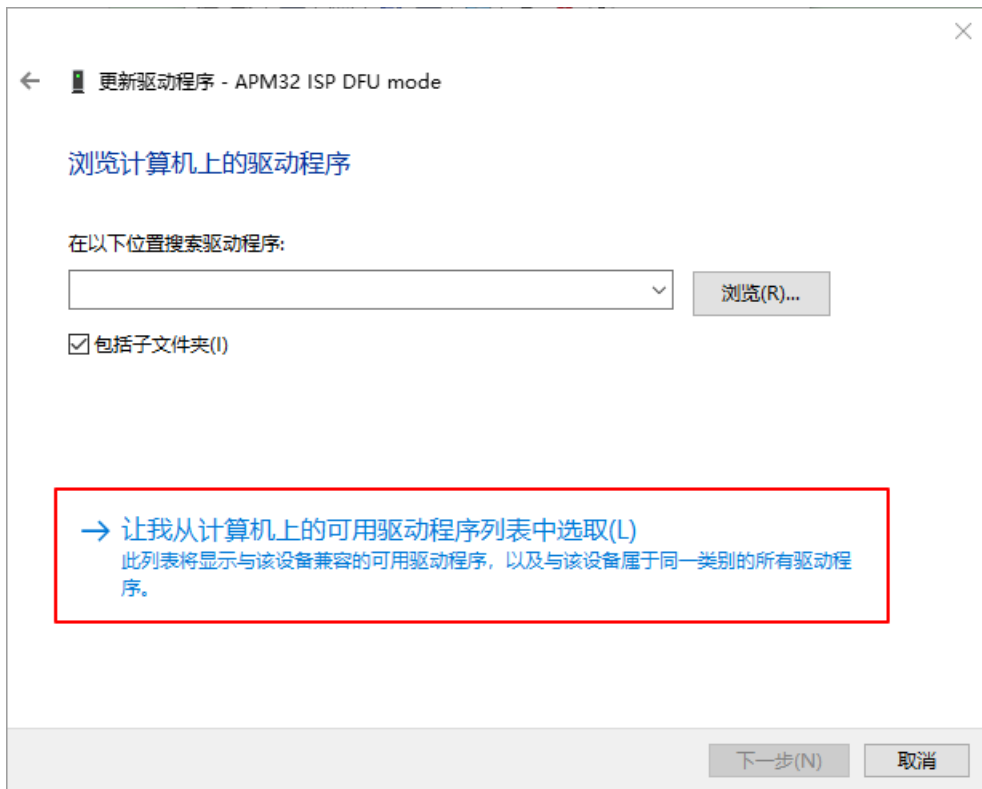 更新驱动程序 - APM32 ISP DFU mode
浏览计算机上的驱动程序
在以下位置搜索驱动程序:
浏览(R)...
包括子文件夹(I)
让我从计算机上的可用驱动程序列表中选取(L)
此列表将显示与该设备兼容的可用驱动程序，以及与该设备属于同一类别的所有驱动程
序。
下一步(N)
取消